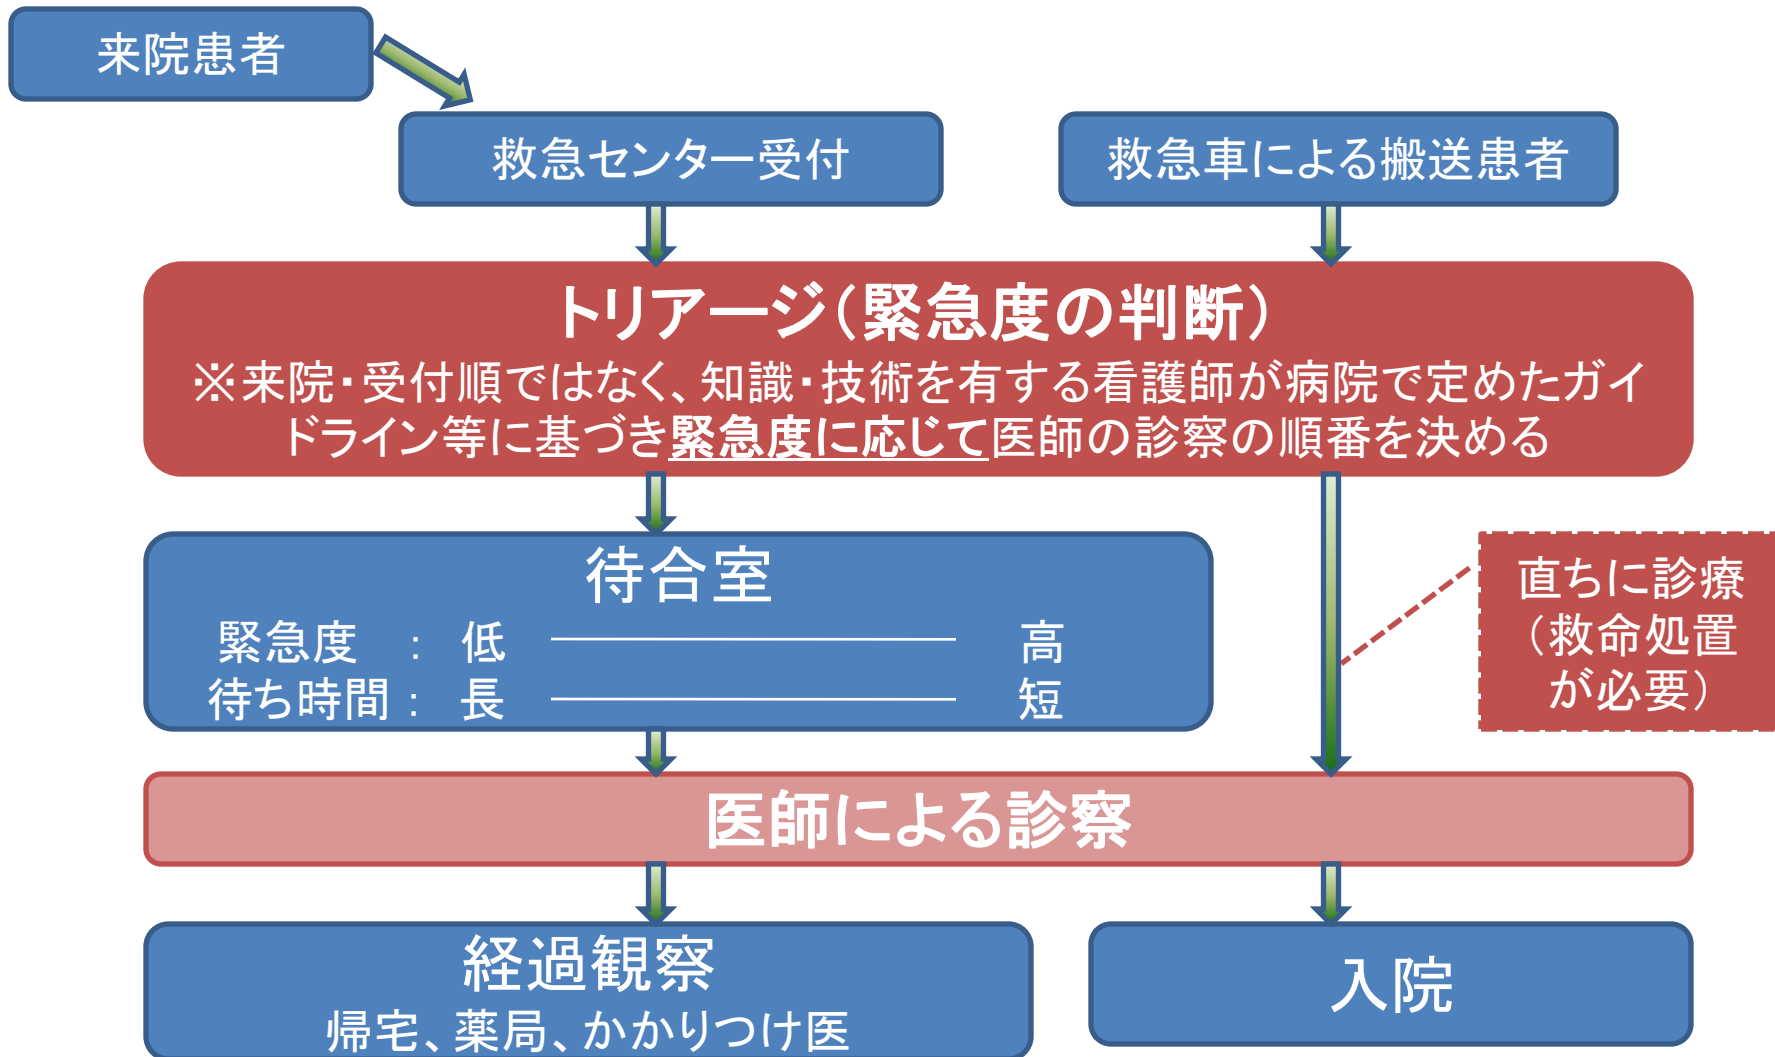 来院患者
救急センター受付
救急車による搬送患者
トリアージ（緊急度の判断）
※来院・受付順ではなく、知識・技術を有する看護師が病院で定めたガイ
ドライン等に基づき緊急度に応じて医師の診察の順番を決める
待合室
緊急度　：　低　高
待ち時間：　長　短
直ちに診療
（救命処置
が必要）
医師による診察
経過観察
帰宅、薬局、かかりつけ医
入院